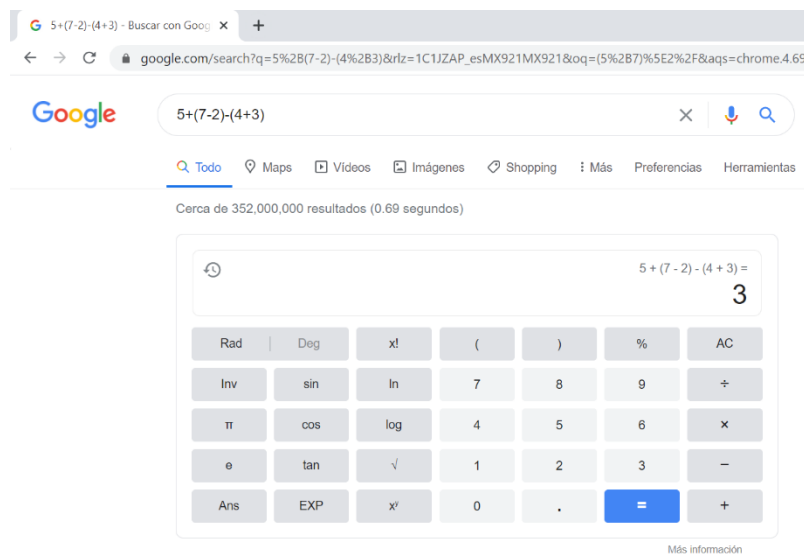 5+(7-2)-(4+3) - Buscar con Goog
google.com/search?q=5%2B(7-2)-(4%2B3)&rlz=1C1JZAP_esMX921MX921&oq=(5%2B7)%5E2%2F&aqs=chrome.4.69
Google
5+(7-2)-(4+3)
Todo Maps Vídeos Imágenes Shopping Más Preferencias Herramientas
Cerca de 352,000,000 resultados (0.69 segundos)
5 + (7 - 2) - (4 + 3) =
3
Rad | Deg x! ( ) % AC
Inv sin ln 7 8 9 ÷
π cos log 4 5 6 ×
e tan √ 1 2 3 −
Ans EXP xʸ 0 . = +
Más información